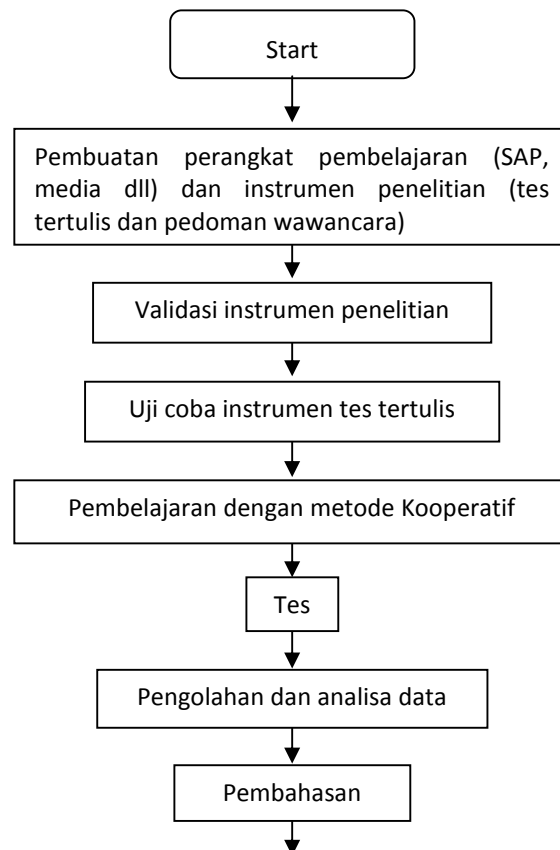 Start
Pembuatan perangkat pembelajaran (SAP,
media dll) dan instrumen penelitian (tes
tertulis dan pedoman wawancara)
Validasi instrumen penelitian
Uji coba instrumen tes tertulis
Pembelajaran dengan metode Kooperatif
Tes
Pengolahan dan analisa data
Pembahasan